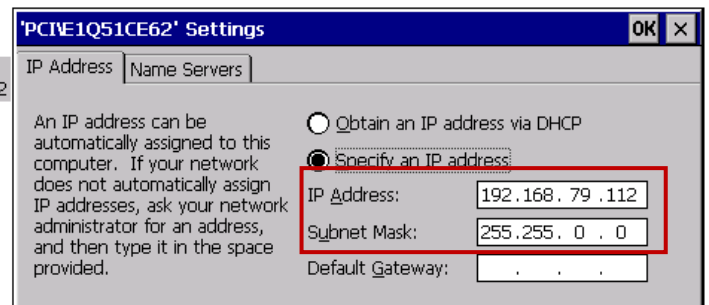 'PCI\E1Q51CE62' Settings
OK ×
IP Address
Name Servers
2
An IP address can be
automatically assigned to this
computer. If your network
does not automatically assign
IP addresses, ask your network
administrator for an address,
and then type it in the space
provided.
Obtain an IP address via DHCP
Specify an IP address
IP Address: 192.168. 79 .112
Subnet Mask: 255.255. 0 . 0
Default Gateway: . . .